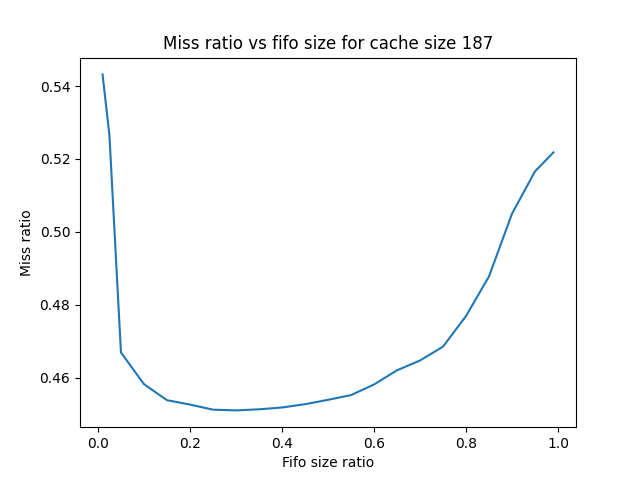 Miss ratio vs fifo size for cache size 187
0.54
0.52
0.50
0.48
0.46
Miss ratio
0.0 0.2 0.4 0.6 0.8 1.0
Fifo size ratio